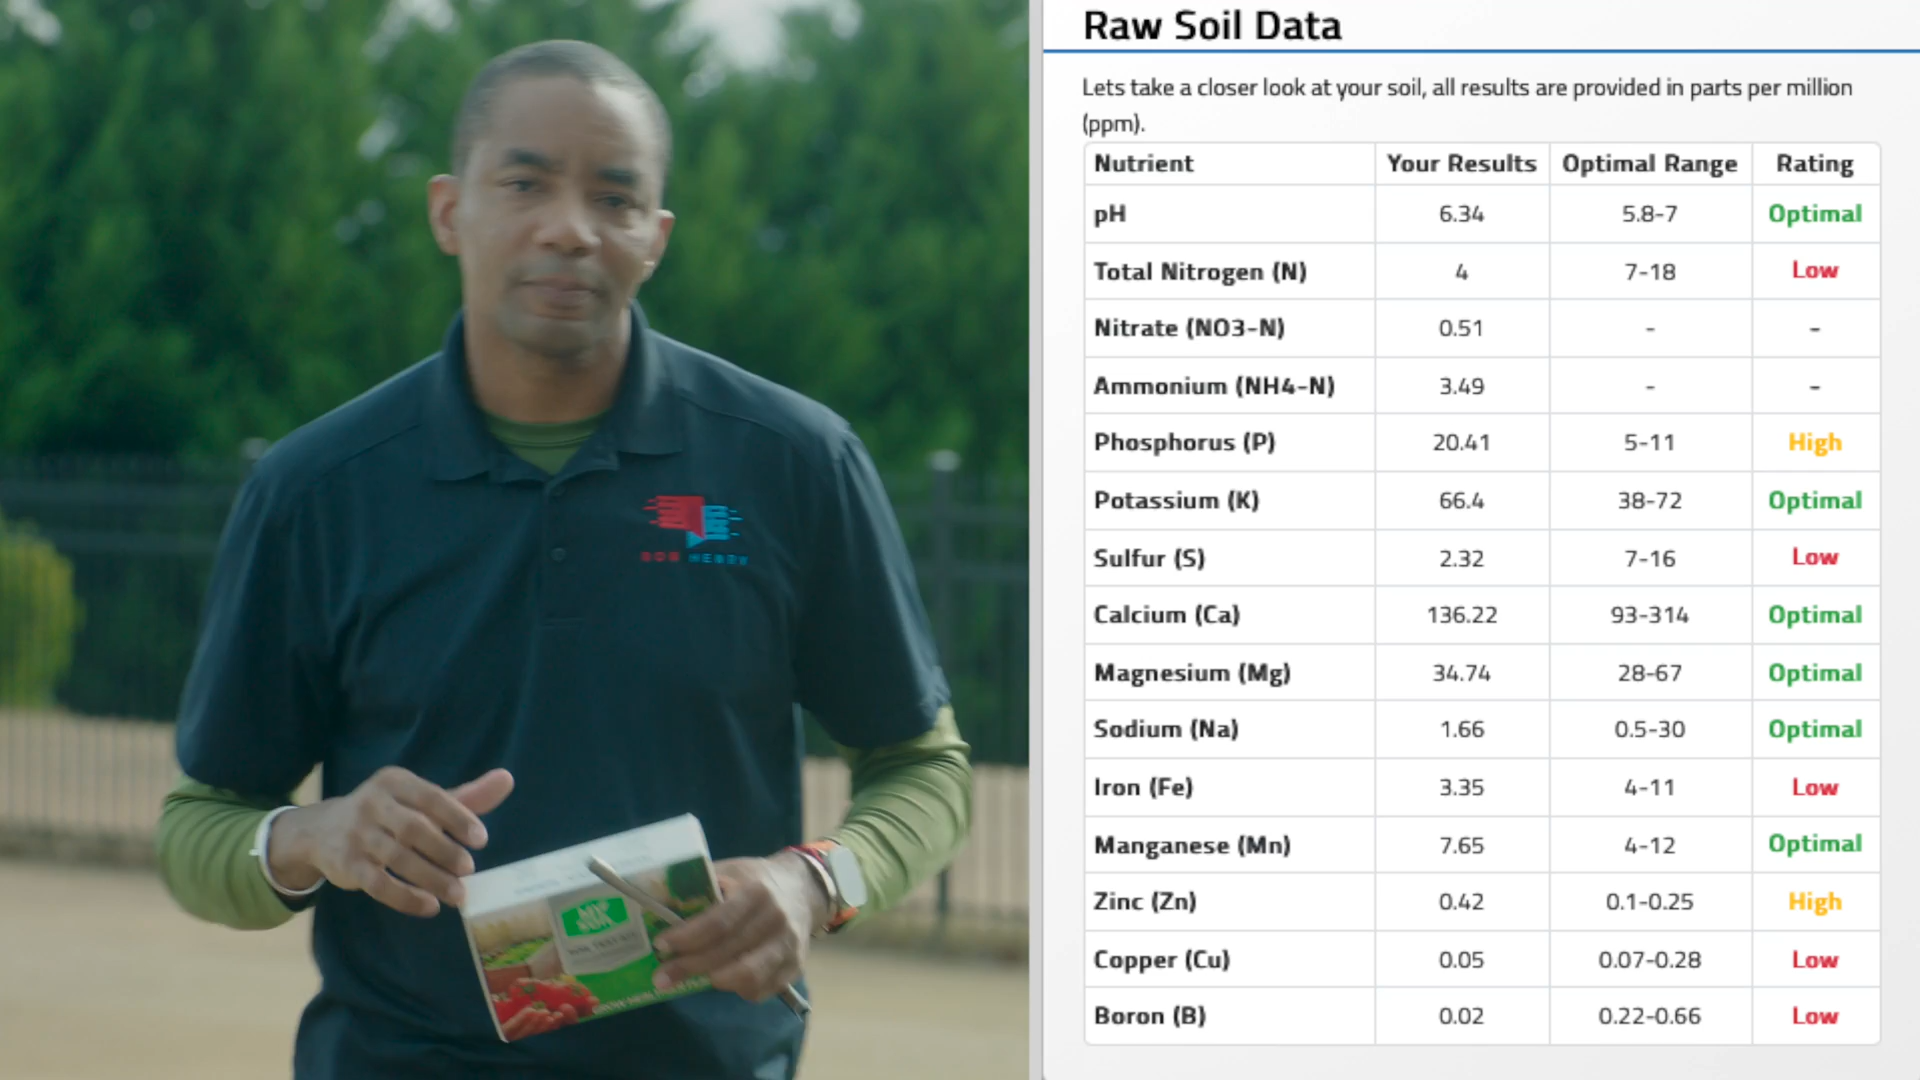 Raw Soil Data
Lets take a closer look at your soil, all results are provided in parts per million
(ppm).
Nutrient Your Results Optimal Range Rating
pH 6.34 5.8-7 Optimal
Total Nitrogen (N) 4 7-18 Low
Nitrate (NO3-N) 0.51 - -
Ammonium (NH4-N) 3.49 - -
Phosphorus (P) 20.41 5-11 High
Potassium (K) 66.4 38-72 Optimal
Sulfur (S) 2.32 7-16 Low
Calcium (Ca) 136.22 93-314 Optimal
Magnesium (Mg) 34.74 28-67 Optimal
Sodium (Na) 1.66 0.5-30 Optimal
Iron (Fe) 3.35 4-11 Low
Manganese (Mn) 7.65 4-12 Optimal
Zinc (Zn) 0.42 0.1-0.25 High
Copper (Cu) 0.05 0.07-0.28 Low
Boron (B) 0.02 0.22-0.66 Low
HENRY
MY
SOIL
SOIL TEST KIT